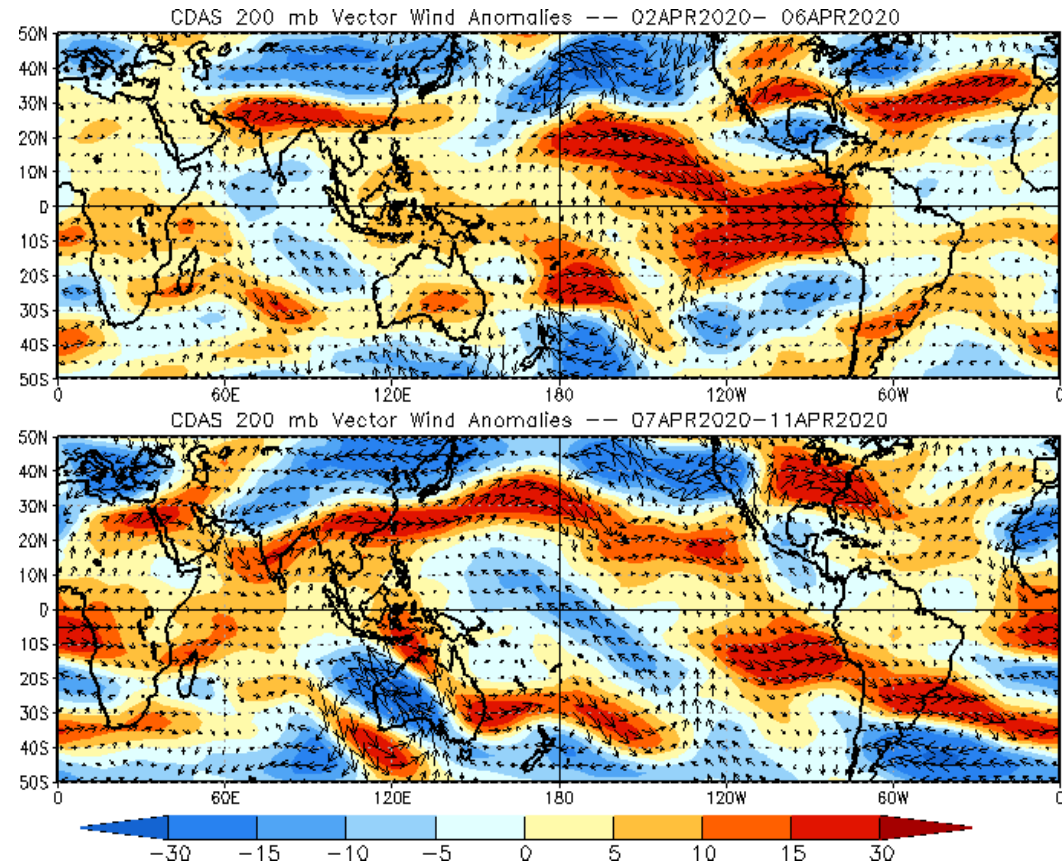 CDAS 200 mb Vector Wind Anomalies -- 02APR2020- 06APR2020
50N
40N
30N
20N
10N
0
10S
20S
30S
40S
50S
60E 120E 180 120W 60W 0
CDAS 200 mb Vector Wind Anomalies -- 07APR2020-11APR2020
50N
40N
30N
20N
10N
0
10S
20S
30S
40S
50S
0 60E 120E 180 120W 60W 0
-30 -15 -10 -5 0 5 10 15 30